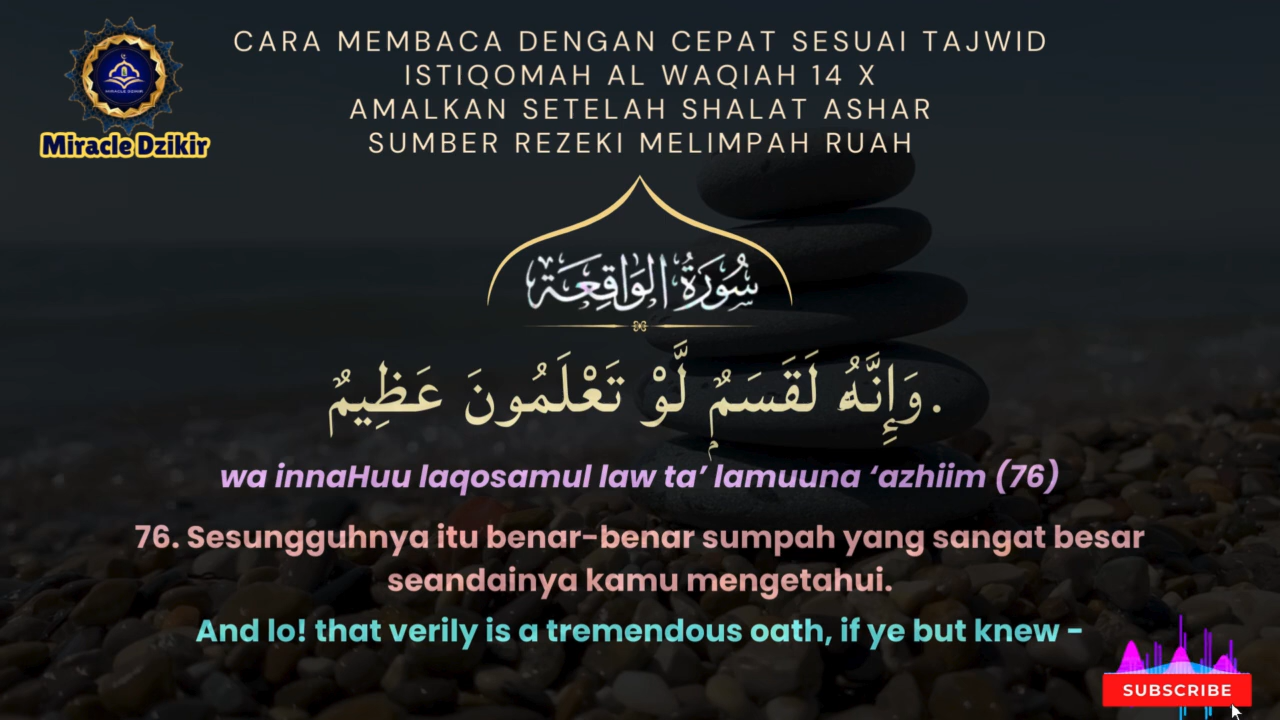 CARA MEMBACA DENGAN CEPAT SESUAI TAJWID
ISTIQOMAH AL WAQIAH 14 X
AMALKAN SETELAH SHALAT ASHAR
SUMBER REZEKI MELIMPAH RUAH
MIRACLE DZIKIR
Miracle Dzikir
سُورَةُ الوَاقِعَة
وَإِنَّهُۥ لَقَسَمٌۭ لَّوْ تَعْلَمُونَ عَظِيمٌ.
wa innaHuu laqosamul law ta’ lamuuna ‘azhiim (76)
76. Sesungguhnya itu benar-benar sumpah yang sangat besar
seandainya kamu mengetahui.
And lo! that verily is a tremendous oath, if ye but knew -
SUBSCRIBE